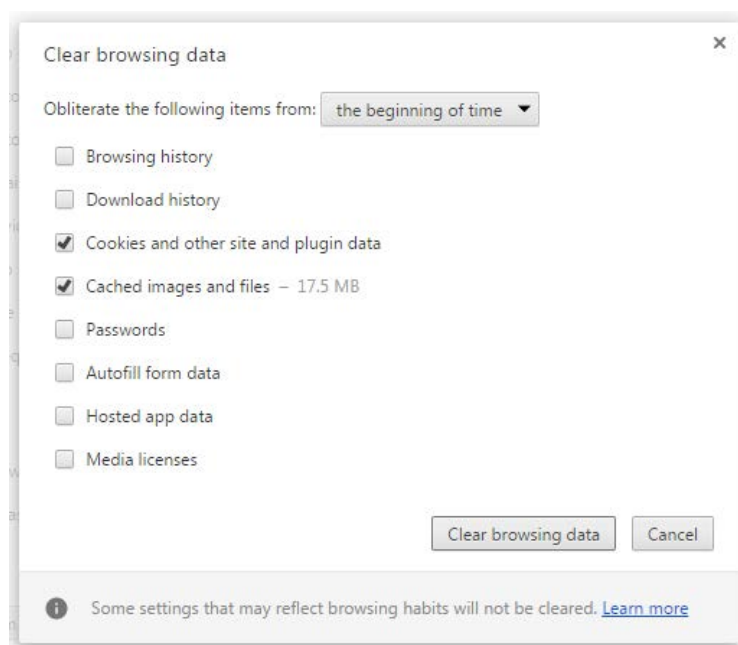 Clear browsing data
Obliterate the following items from: the beginning of time
Browsing history
Download history
Cookies and other site and plugin data
Cached images and files – 17.5 MB
Passwords
Autofill form data
Hosted app data
Media licenses
Clear browsing data Cancel
Some settings that may reflect browsing habits will not be cleared. Learn more